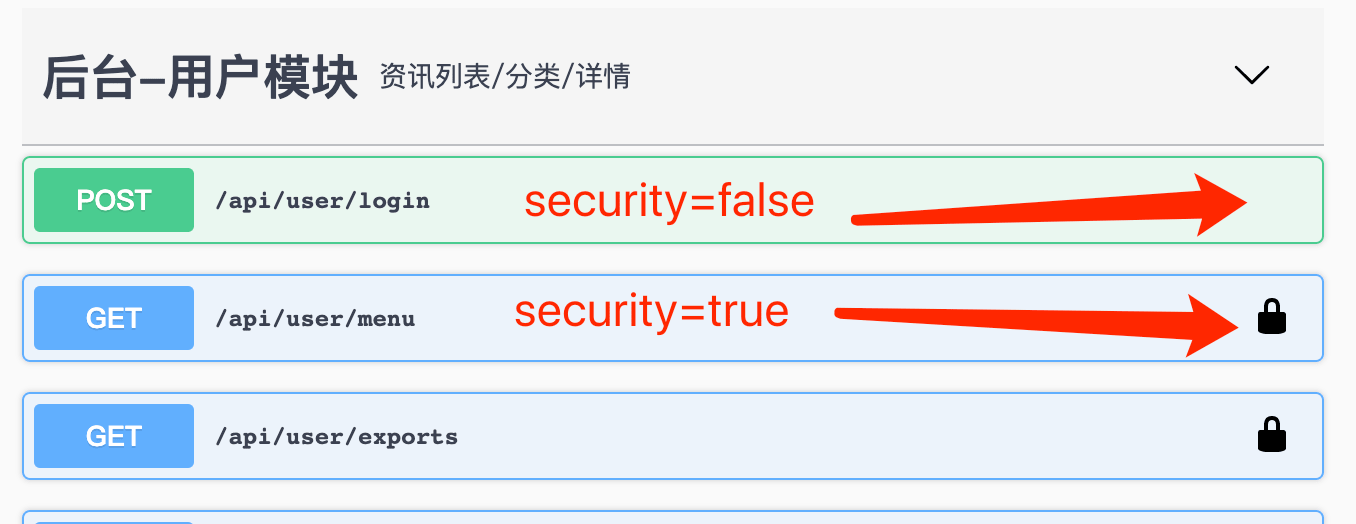 后台-用户模块 资讯列表/分类/详情
POST /api/user/login security=false
GET /api/user/menu security=true
GET /api/user/exports